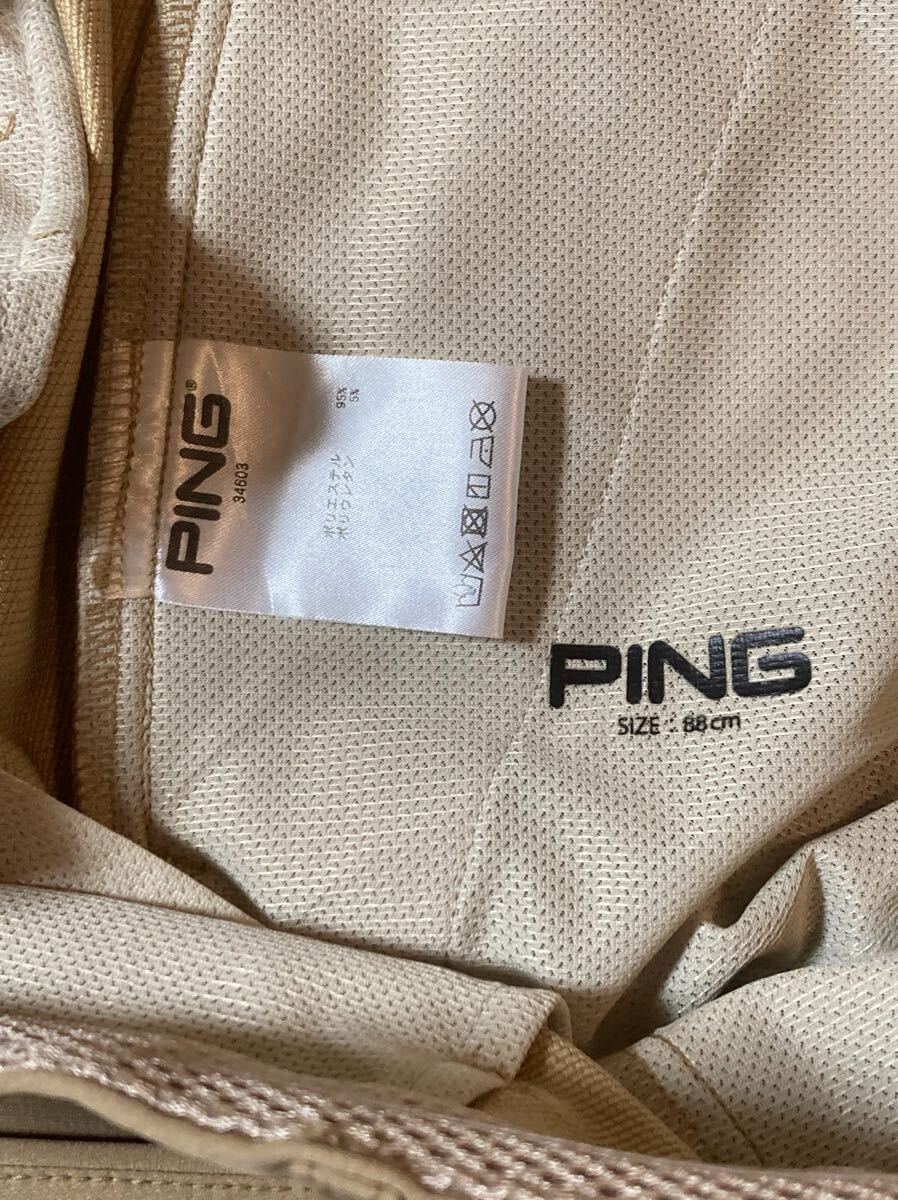 PING®
34603
ポリエステル 95%
ポリウレタン 5%
PING
SIZE : 88cm